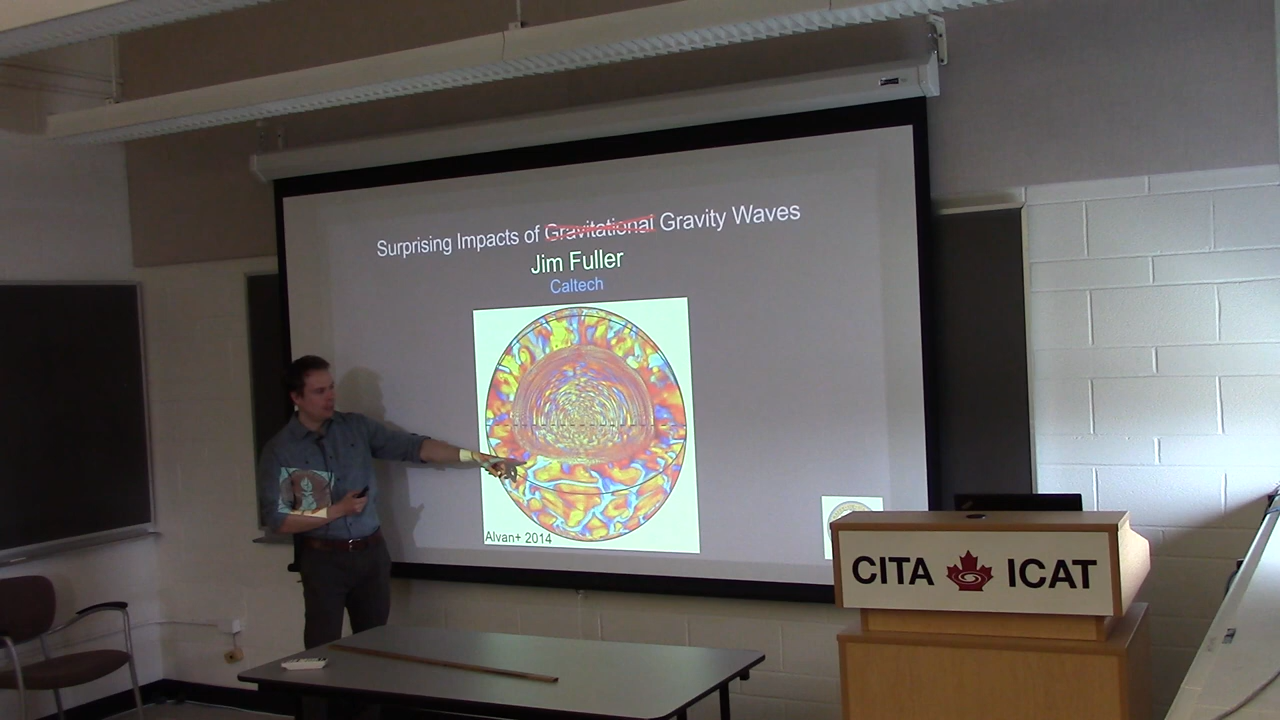 Surprising Impacts of Gravitational Gravity Waves
Jim Fuller
Caltech
Alvan+ 2014
CITA ICAT